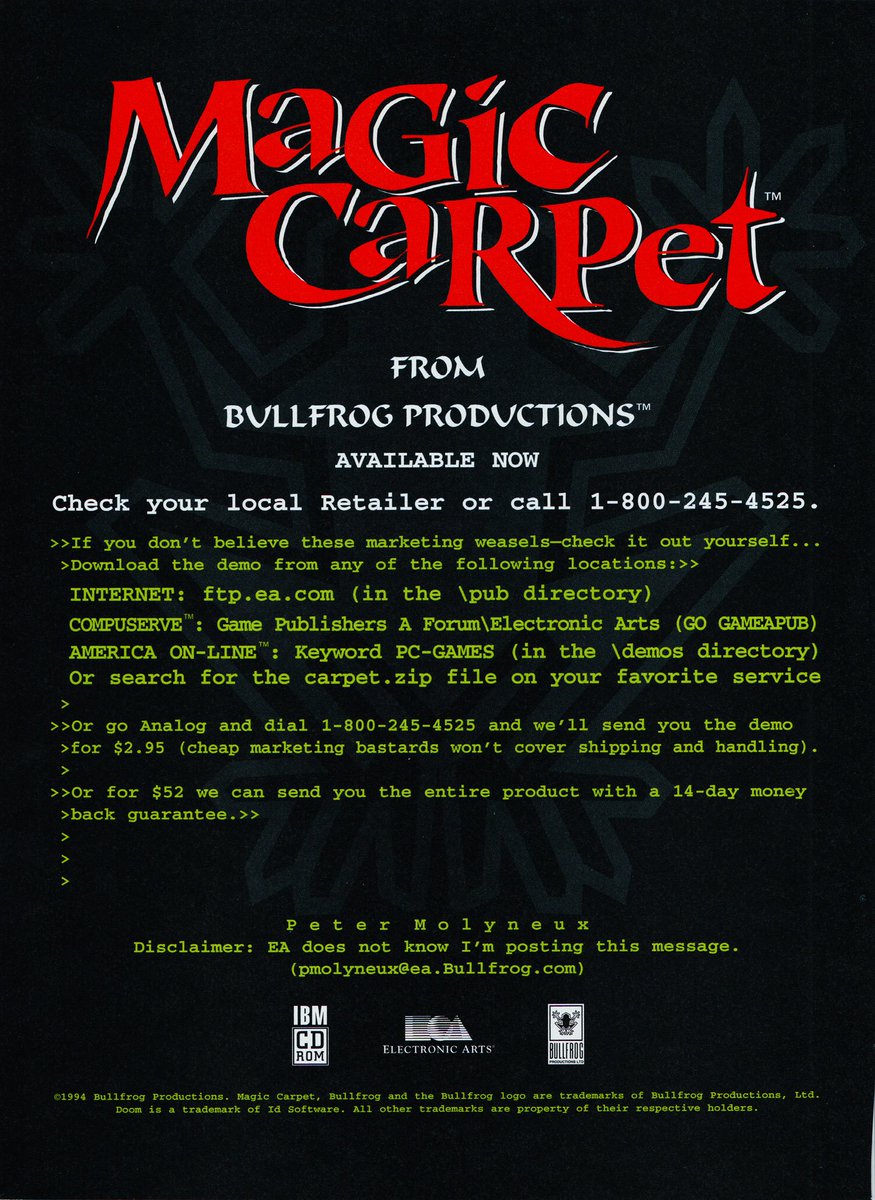 Magic
Carpet™
FROM
BULLFROG PRODUCTIONS™
AVAILABLE NOW
Check your local Retailer or call 1-800-245-4525.
>>If you don't believe these marketing weasels—check it out yourself...
>Download the demo from any of the following locations:>>
INTERNET: ftp.ea.com (in the \pub directory)
COMPUSERVE™: Game Publishers A Forum\Electronic Arts (GO GAMEAPUB)
AMERICA ON-LINE™: Keyword PC-GAMES (in the \demos directory)
Or search for the carpet.zip file on your favorite service
>
>>Or go Analog and dial 1-800-245-4525 and we'll send you the demo
>for $2.95 (cheap marketing bastards won't cover shipping and handling).
>
>>Or for $52 we can send you the entire product with a 14-day money
>back guarantee.>>
>
>
>
Peter Molyneux
Disclaimer: EA does not know I'm posting this message.
(pmolyneux@ea.Bullfrog.com)
IBM
CD
ROM
EA
ELECTRONIC ARTS®
BULLFROG
PRODUCTIONS LTD
©1994 Bullfrog Productions. Magic Carpet, Bullfrog and the Bullfrog logo are trademarks of Bullfrog Productions, Ltd.
Doom is a trademark of Id Software. All other trademarks are property of their respective holders.